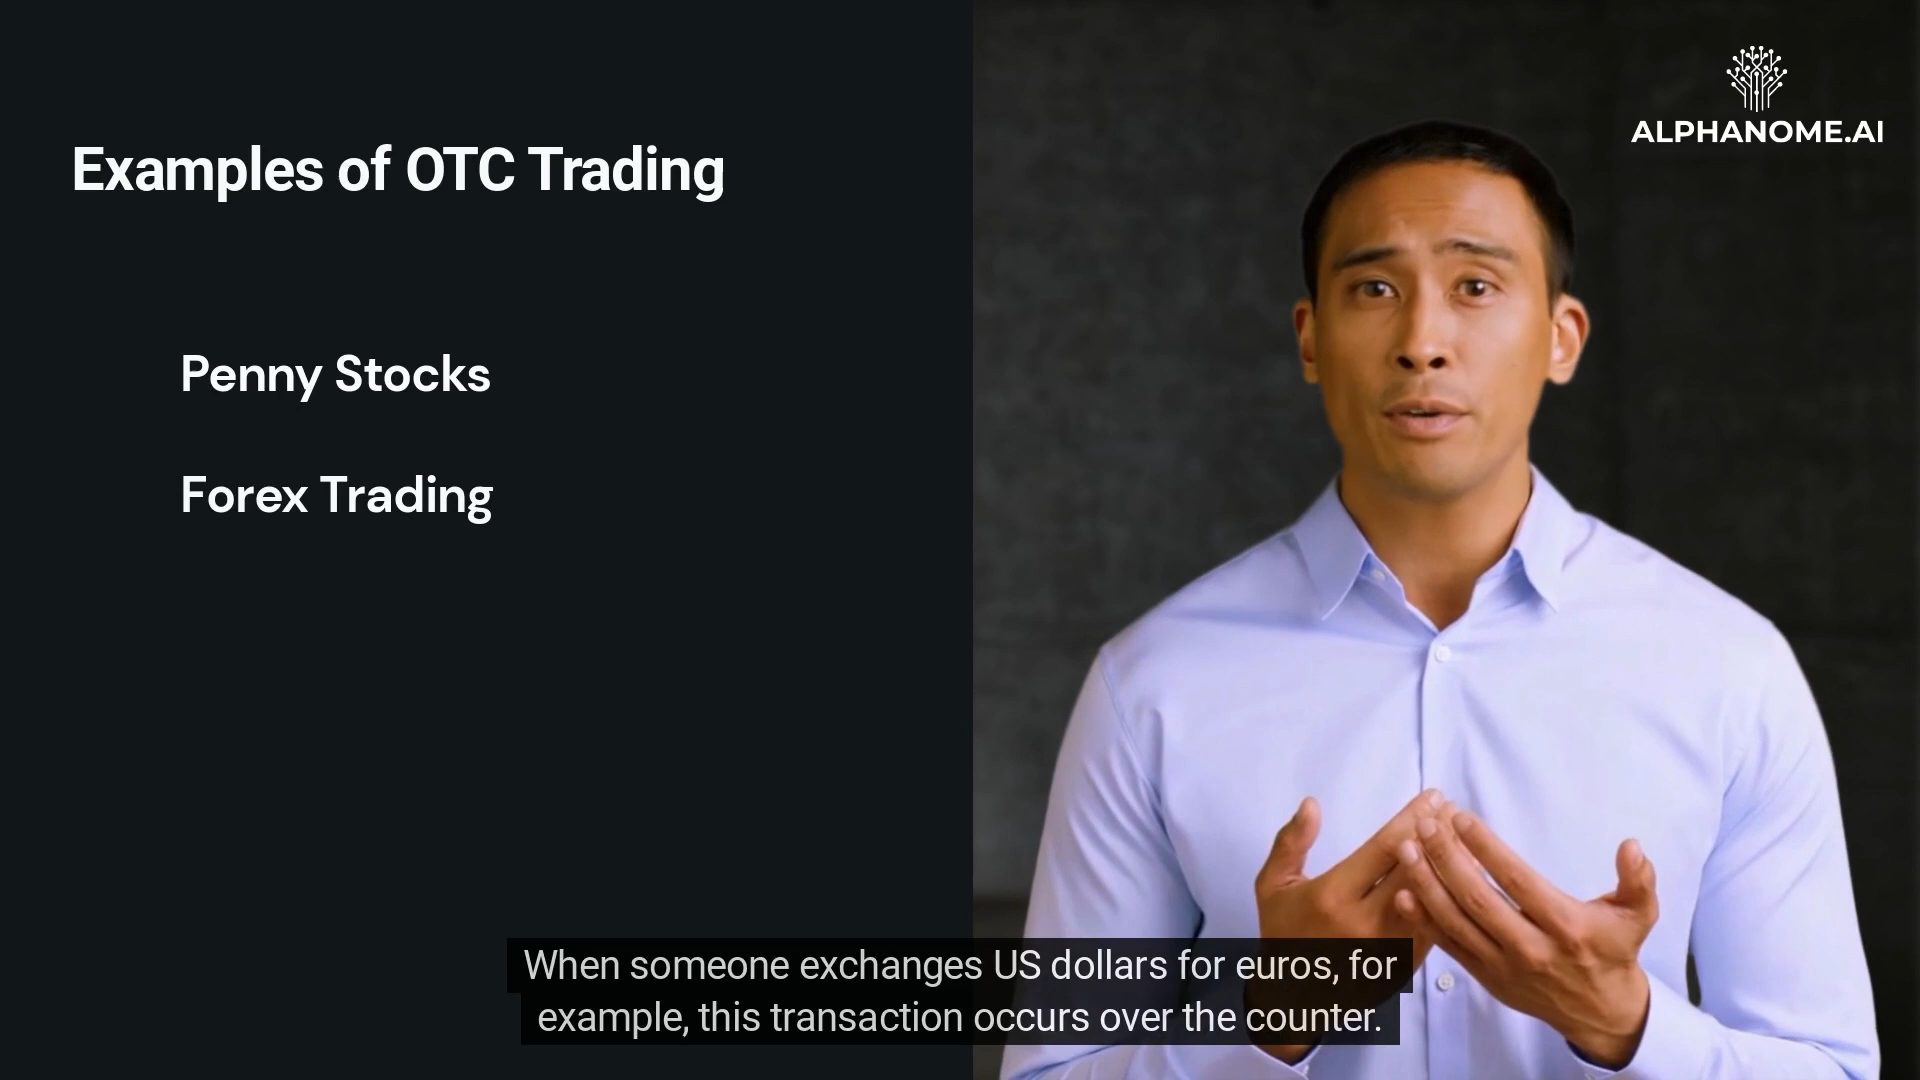 ALPHANOME.AI
Examples of OTC Trading
Penny Stocks
Forex Trading
When someone exchanges US dollars for euros, for
example, this transaction occurs over the counter.